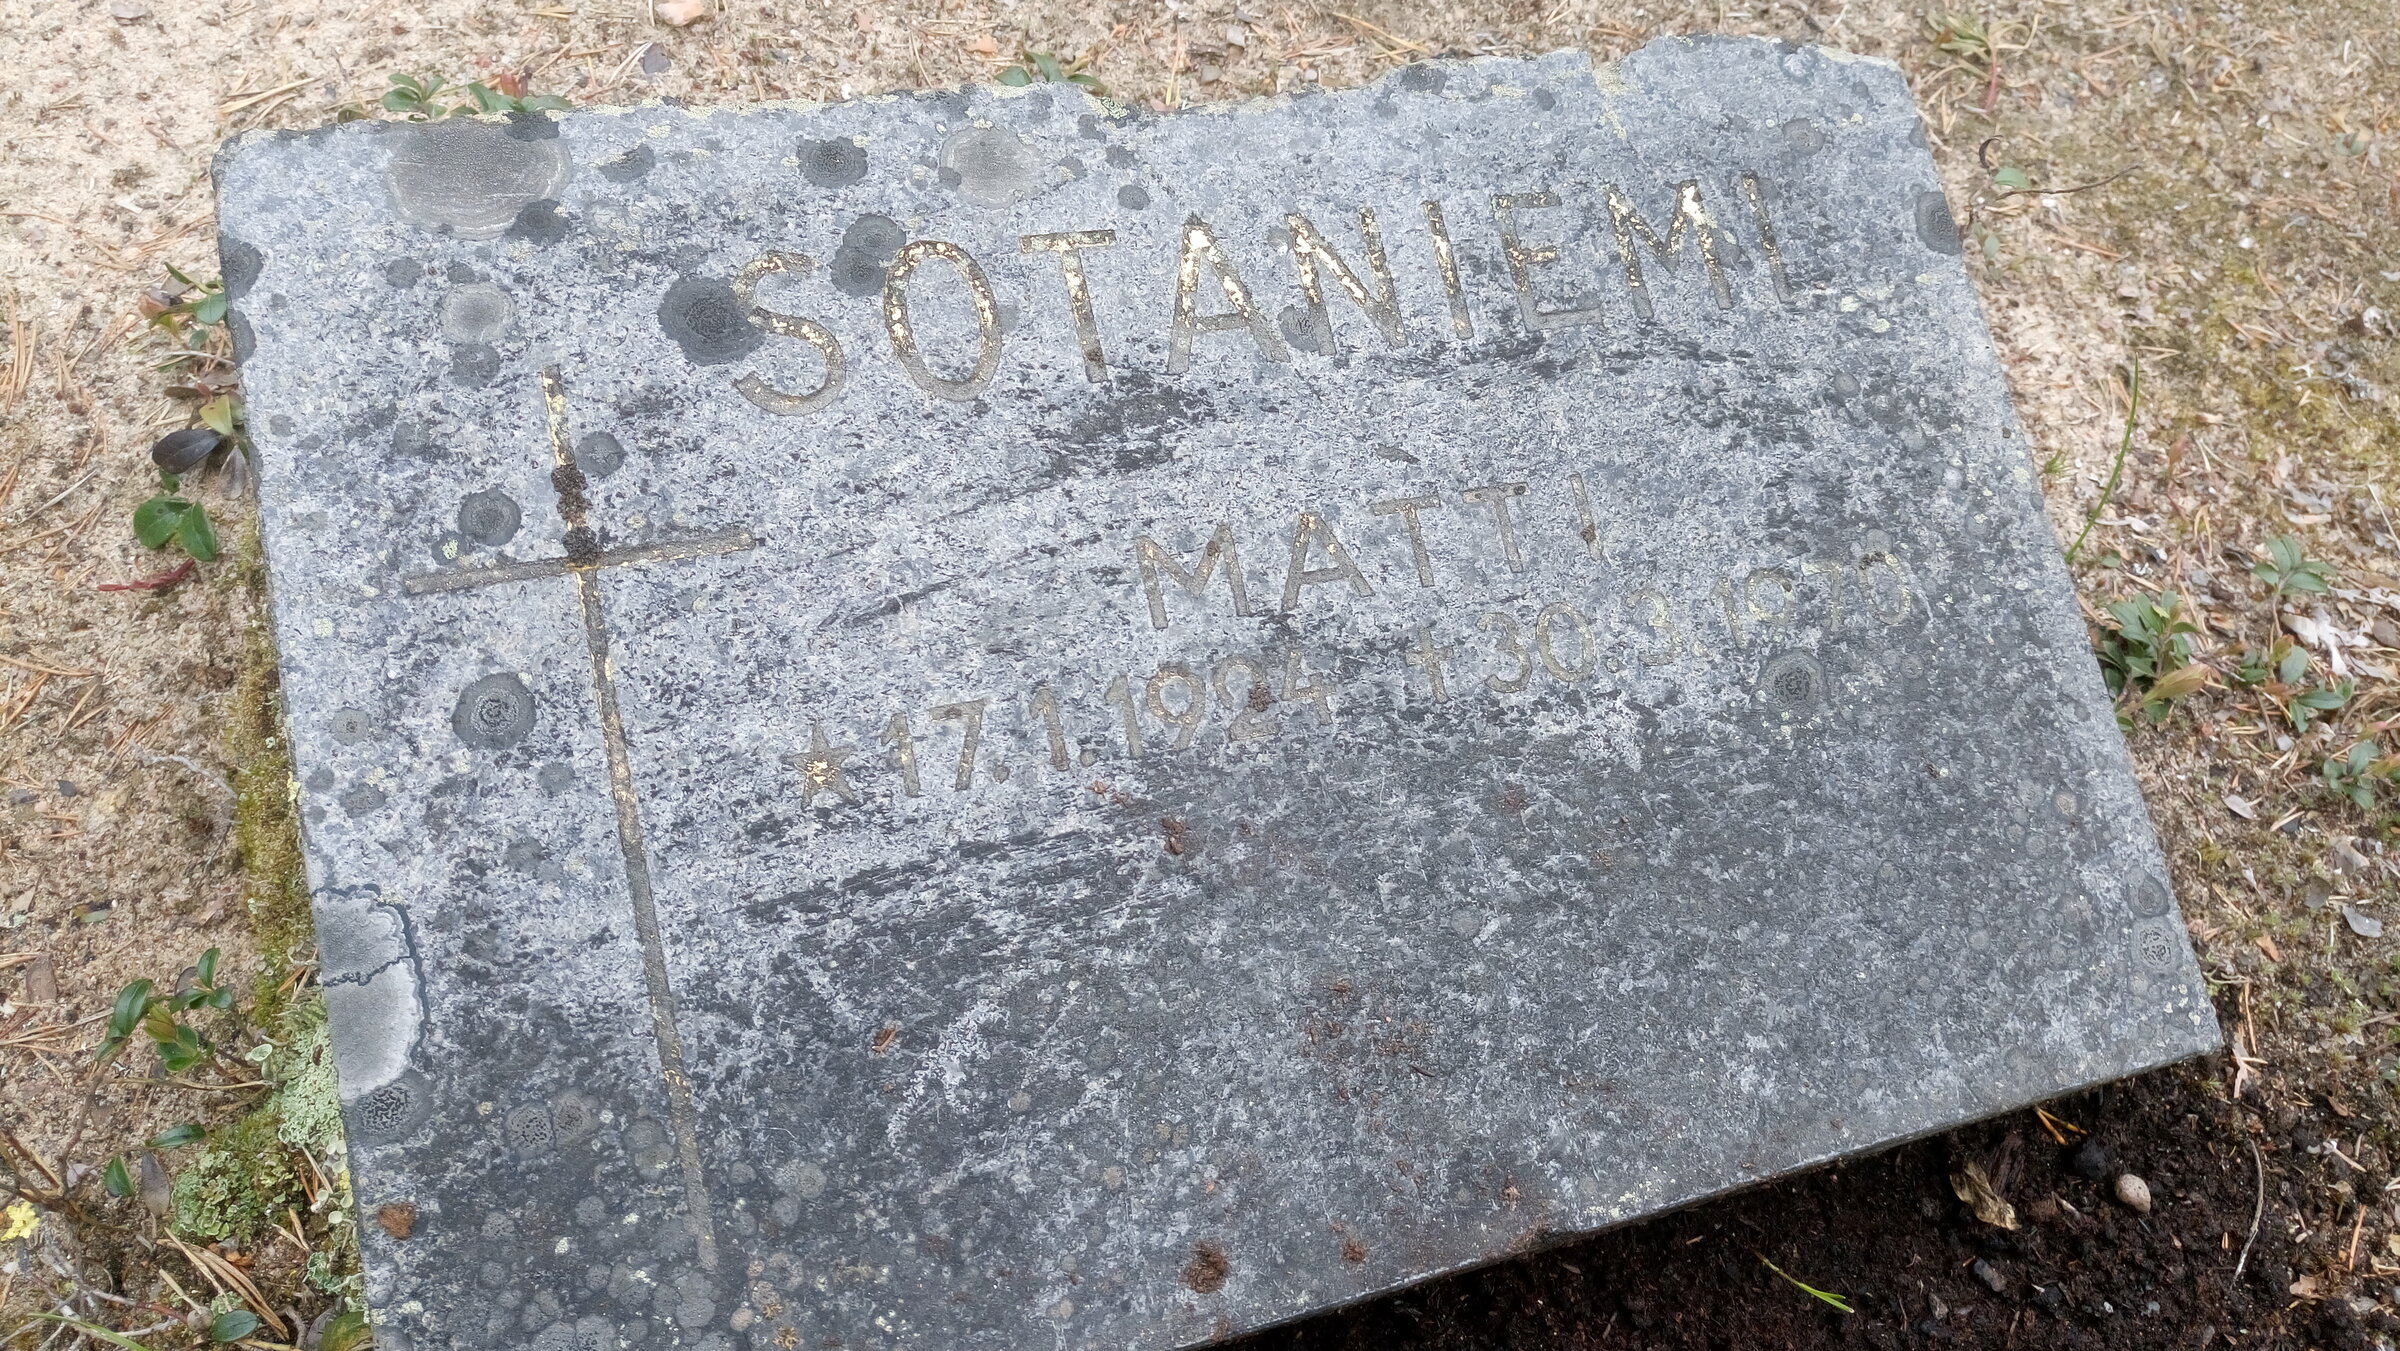 SOTANIEMI
MATTI
★ 17.1.1924 † 30.3.1970